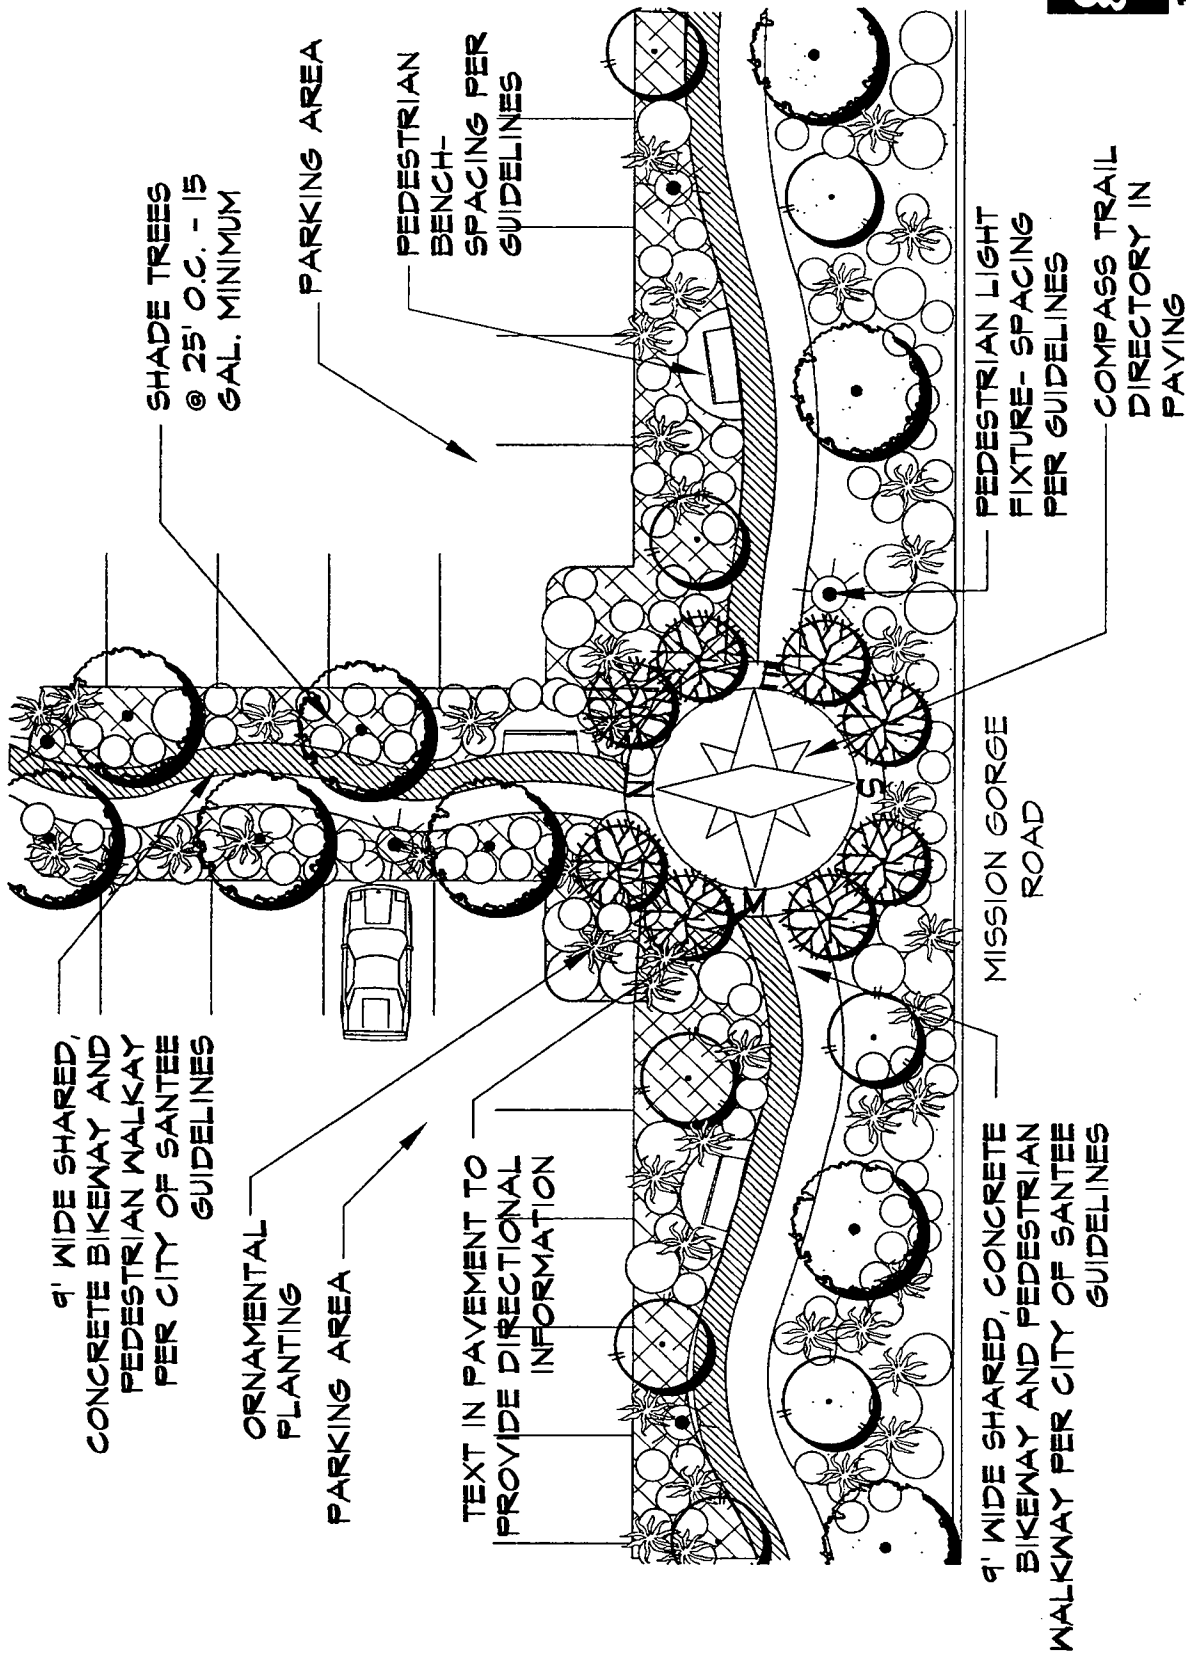 9' WIDE SHARED,
CONCRETE BIKEWAY AND
PEDESTRIAN WALKAY
PER CITY OF SANTEE
GUIDELINES
ORNAMENTAL
PLANTING
PARKING AREA
TEXT IN PAVEMENT TO
PROVIDE DIRECTIONAL
INFORMATION
SHADE TREES
@ 25' O.C. - 15
GAL. MINIMUM
PARKING AREA
PEDESTRIAN
BENCH-
SPACING PER
GUIDELINES
N
W
E
S
9' WIDE SHARED, CONCRETE
BIKEWAY AND PEDESTRIAN
WALKWAY PER CITY OF SANTEE
GUIDELINES
MISSION GORGE
ROAD
PEDESTRIAN LIGHT
FIXTURE- SPACING
PER GUIDELINES
COMPASS TRAIL
DIRECTORY IN
PAVING